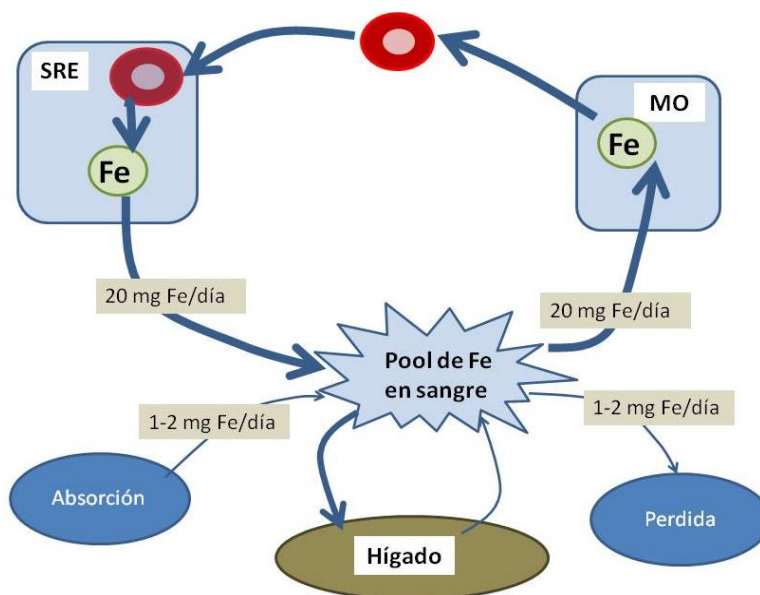 SRE
MO
Fe
Fe
20 mg Fe/día
20 mg Fe/día
Pool de Fe
en sangre
1-2 mg Fe/día
1-2 mg Fe/día
Absorción
Perdida
Hígado